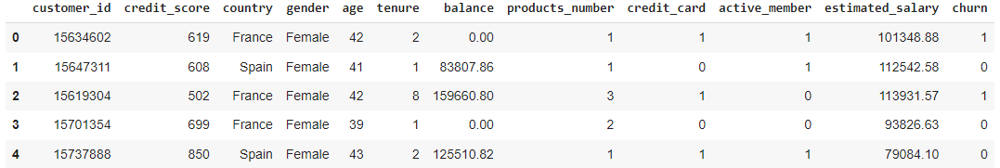 customer_id credit_score country gender age tenure balance products_number credit_card active_member estimated_salary churn
0 15634602 619 France Female 42 2 0.00 1 1 1 101348.88 1
1 15647311 608 Spain Female 41 1 83807.86 1 0 1 112542.58 0
2 15619304 502 France Female 42 8 159660.80 3 1 0 113931.57 1
3 15701354 699 France Female 39 1 0.00 2 0 0 93826.63 0
4 15737888 850 Spain Female 43 2 125510.82 1 1 1 79084.10 0